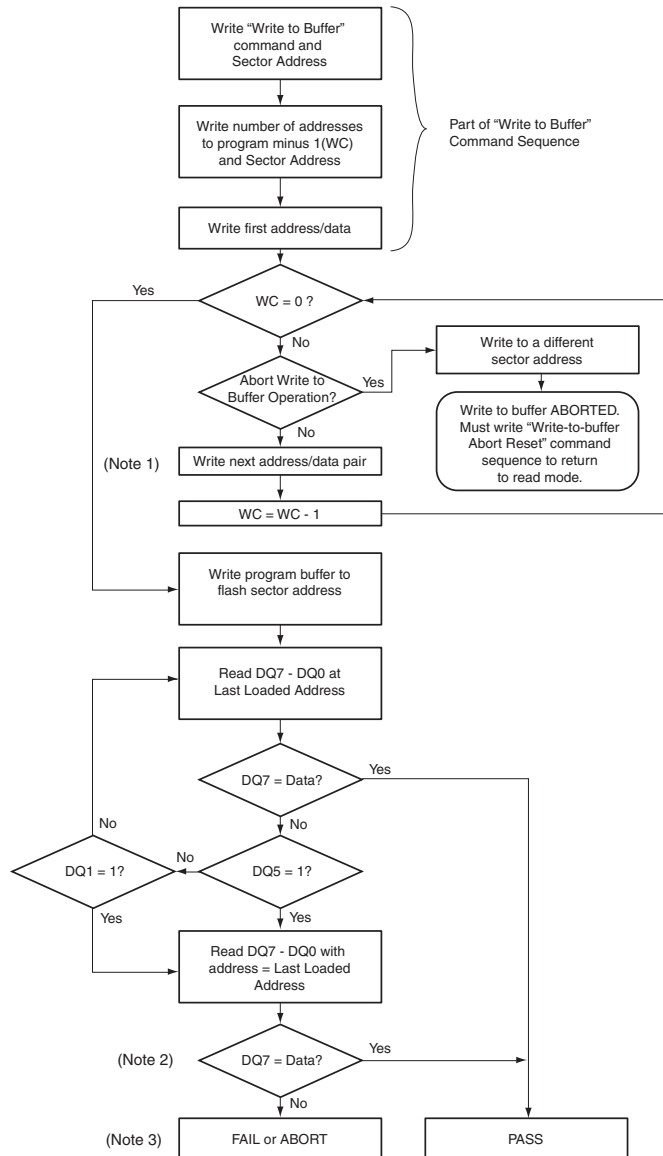 Write “Write to Buffer”
command and
Sector Address
Write number of addresses
to program minus 1(WC)
and Sector Address
Part of “Write to Buffer”
Command Sequence
Write first address/data
Yes
WC = 0 ?
No
Write to a different
sector address
Abort Write to
Buffer Operation?
Yes
No
Write to buffer ABORTED.
Must write “Write-to-buffer
Abort Reset” command
sequence to return
to read mode.
(Note 1)
Write next address/data pair
WC = WC - 1
Write program buffer to
flash sector address
Read DQ7 - DQ0 at
Last Loaded Address
DQ7 = Data?
Yes
No
No
DQ1 = 1?
No
DQ5 = 1?
Yes
Yes
Read DQ7 - DQ0 with
address = Last Loaded
Address
(Note 2)
DQ7 = Data?
Yes
No
(Note 3)
FAIL or ABORT
PASS